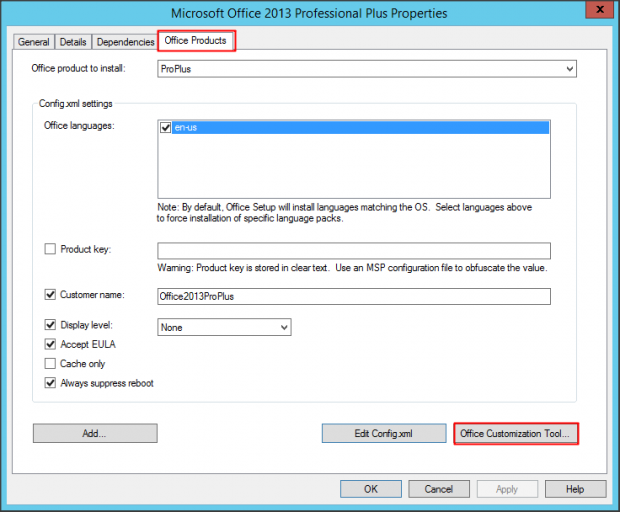 Microsoft Office 2013 Professional Plus Properties
x
General Details Dependencies Office Products
Office product to install: ProPlus
Config.xml settings
Office languages: en-us
Note: By default, Office Setup will install languages matching the OS. Select languages above
to force installation of specific language packs.
Product key:
Warning: Product key is stored in clear text. Use an MSP configuration file to obfuscate the value.
Customer name: Office2013ProPlus
Display level: None
Accept EULA
Cache only
Always suppress reboot
Add... Edit Config.xml Office Customization Tool...
OK Cancel Apply Help